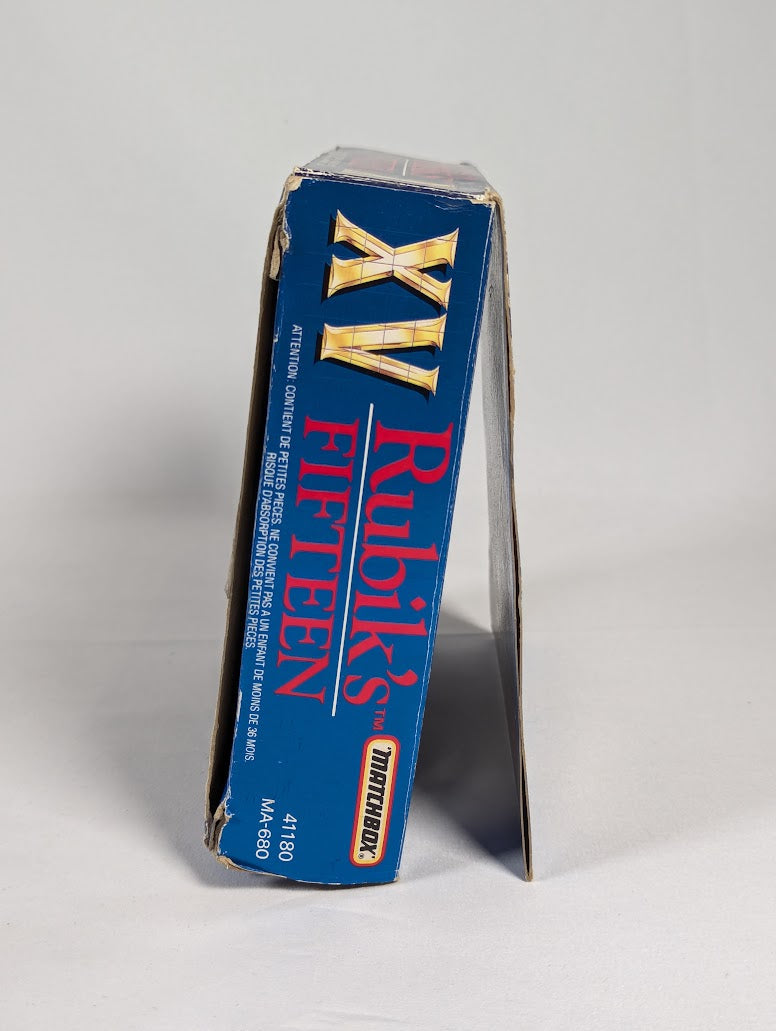 XV
Rubik's™
FIFTEEN
ATTENTION: CONTIENT DE PETITES PIECES. NE CONVIENT PAS A UN ENFANT DE MOINS DE 36 MOIS.
RISQUE D'ABSORPTION DES PETITES PIECES.
"MATCHBOX"®
41180
MA-680